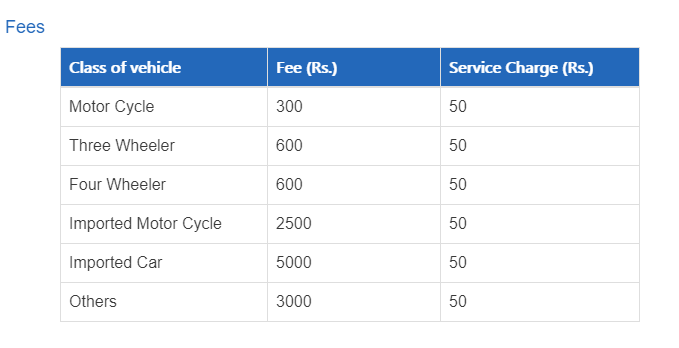 Fees
Class of vehicle Fee (Rs.) Service Charge (Rs.)
Motor Cycle 300 50
Three Wheeler 600 50
Four Wheeler 600 50
Imported Motor Cycle 2500 50
Imported Car 5000 50
Others 3000 50